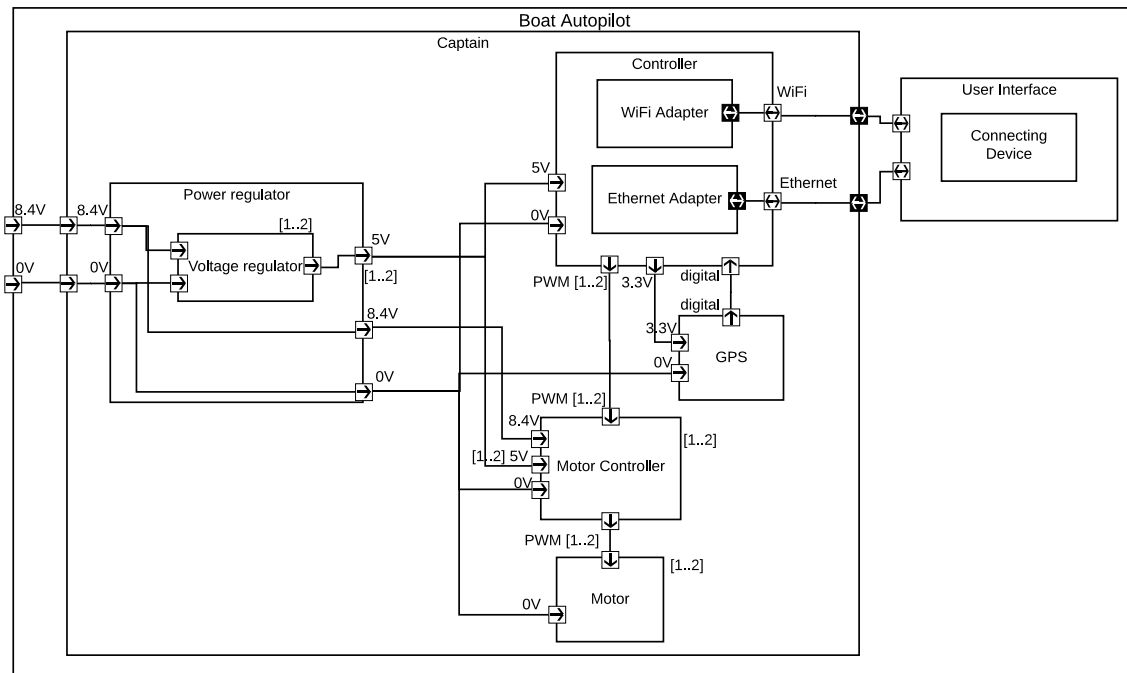 Boat Autopilot
Captain
Controller
WiFi
User Interface
WiFi Adapter
Connecting
Device
5V
Ethernet
Power regulator
Ethernet Adapter
8.4V
8.4V
0V
[1..2]
5V
0V
0V
Voltage regulator
[1..2]
PWM [1..2]
3.3V
digital
digital
8.4V
3.3V
GPS
0V
0V
PWM [1..2]
8.4V
[1..2]
[1..2] 5V
Motor Controller
0V
PWM [1..2]
[1..2]
Motor
0V